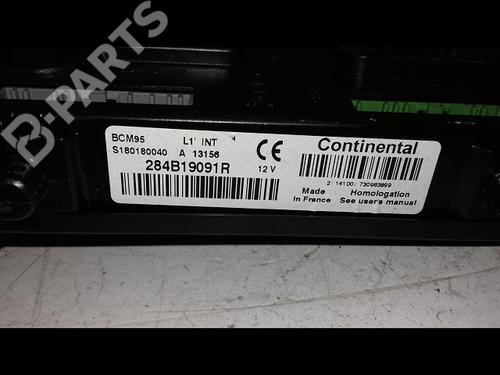 B-PARTS
BCM95 L1' INT
S180180040 A 13156
284B19091R
12 V
CE
Continental
2 14100 730983899
Made Homologation
In France See users manual